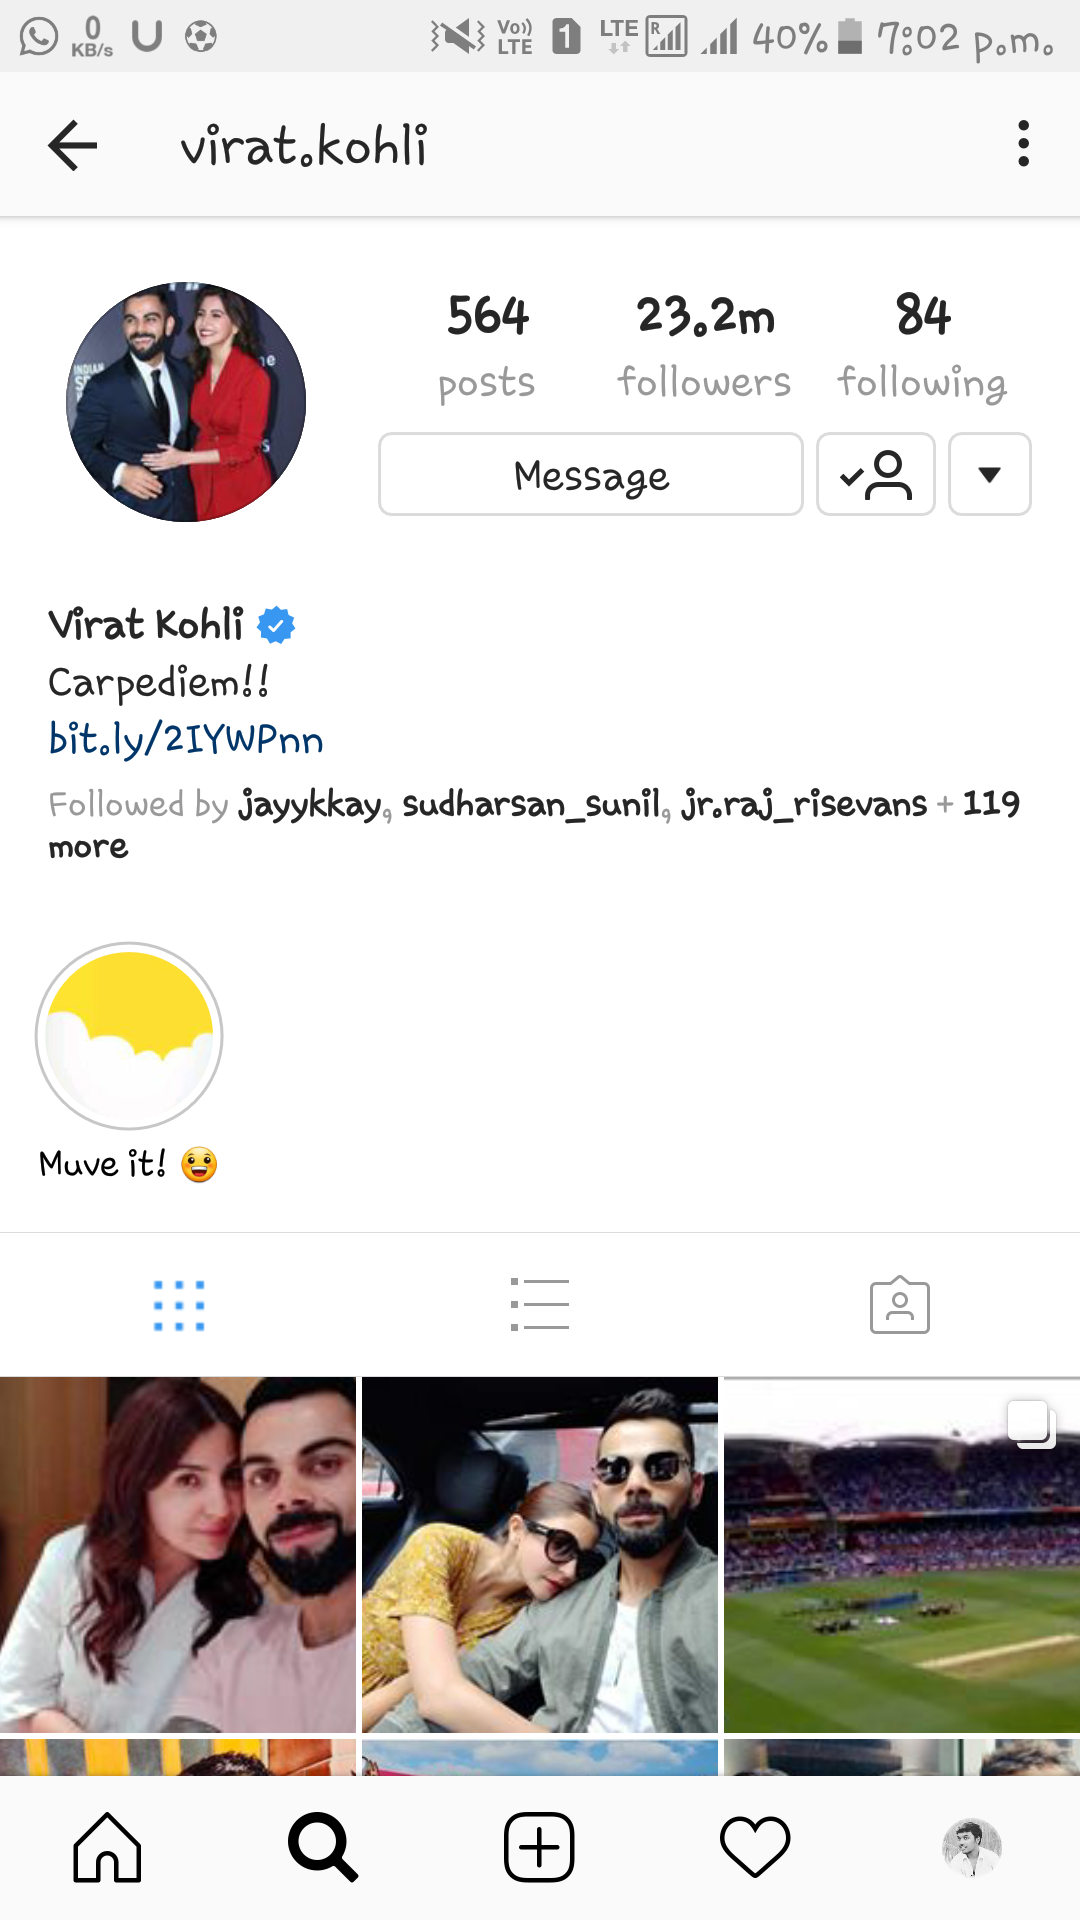 0 KB/s Vo)) LTE 1 LTE R 40% 7:02 p.m.
virat.kohli
564 23.2m 84
posts followers following
Message
Virat Kohli
Carpediem!!
bit.ly/2IYWPnn
Followed by jayykkay, sudharsan_sunil, jr.raj_risevans + 119
more
Muve it! 😀